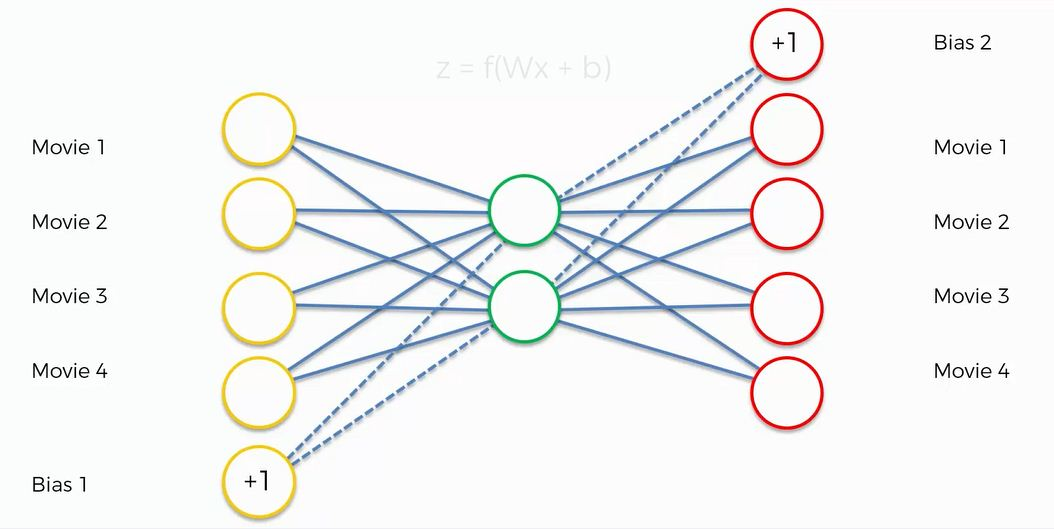 +1 Bias 2
z = f(Wx + b)
Movie 1 Movie 1
Movie 2 Movie 2
Movie 3 Movie 3
Movie 4 Movie 4
Bias 1 +1